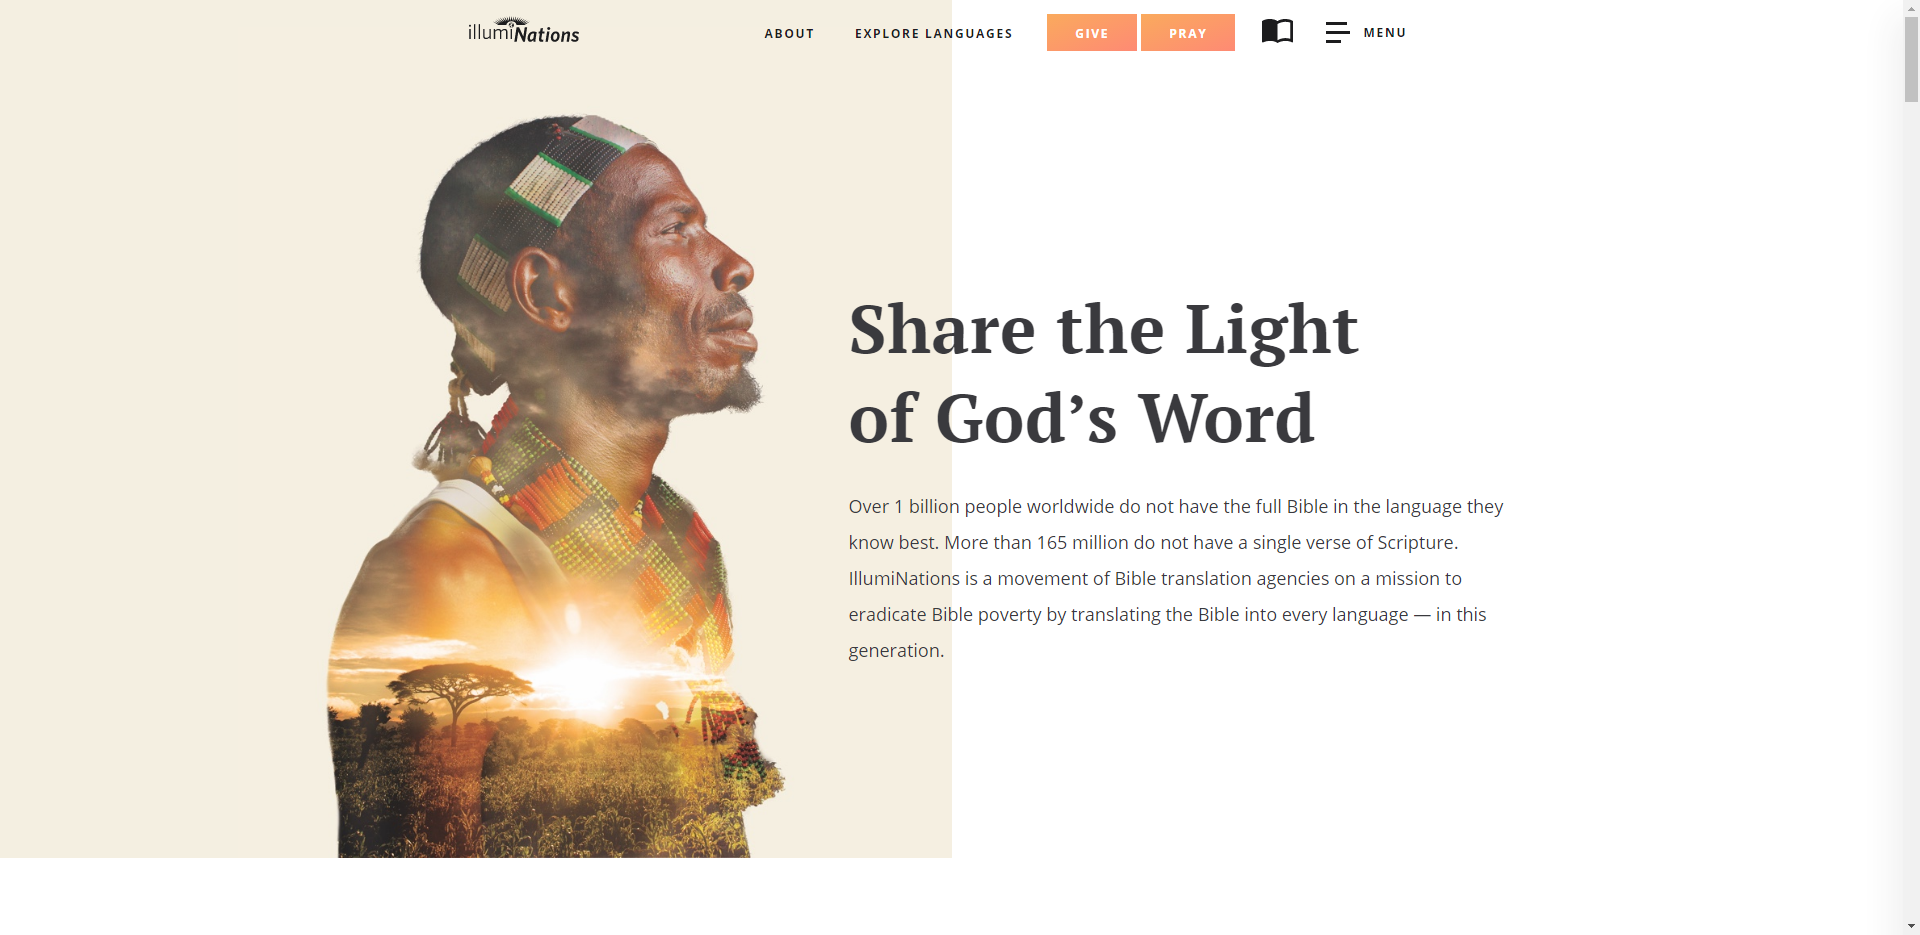 illumiNations
ABOUT
EXPLORE LANGUAGES
GIVE
PRAY
MENU
Share the Light
of God’s Word
Over 1 billion people worldwide do not have the full Bible in the language they
know best. More than 165 million do not have a single verse of Scripture.
IllumiNations is a movement of Bible translation agencies on a mission to
eradicate Bible poverty by translating the Bible into every language — in this
generation.